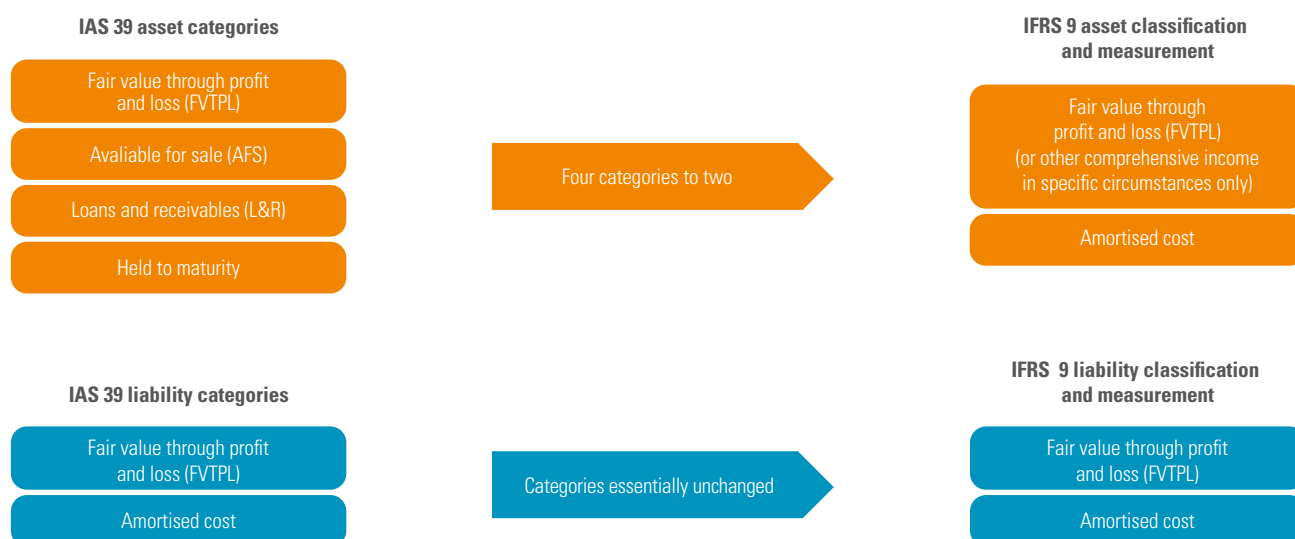 IAS 39 asset categories
Fair value through profit
and loss (FVTPL)
Avaliable for sale (AFS)
Loans and receivables (L&R)
Held to maturity
Four categories to two
IFRS 9 asset classification
and measurement
Fair value through
profit and loss (FVTPL)
(or other comprehensive income
in specific circumstances only)
Amortised cost
IAS 39 liability categories
Fair value through profit
and loss (FVTPL)
Amortised cost
Categories essentially unchanged
IFRS 9 liability classification
and measurement
Fair value through profit
and loss (FVTPL)
Amortised cost